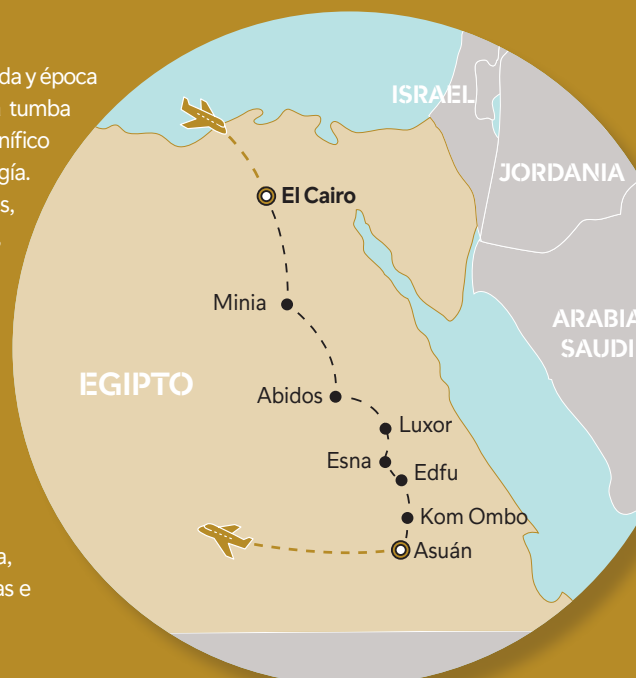 da y época
tumba
nífico
gía.
s,
a,
as e
ISRAEL
JORDANIA
El Cairo
ARABIA
SAUDI
Minia
EGIPTO
Abidos
Luxor
Esna
Edfu
Kom Ombo
Asuán